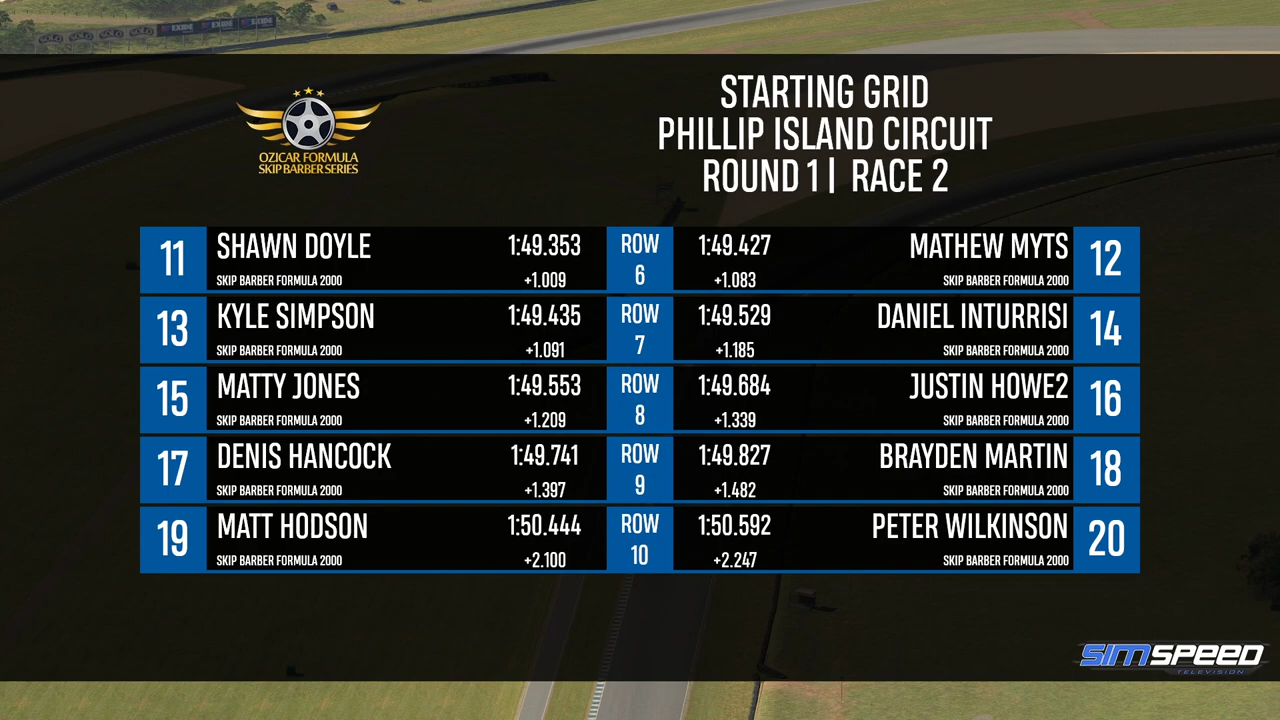 EXIDE EXIDE EXIDE
OZICAR FORMULA
SKIP BARBER SERIES
STARTING GRID
PHILLIP ISLAND CIRCUIT
ROUND 1 | RACE 2
11 SHAWN DOYLE 1:49.353 ROW 1:49.427 MATHEW MYTS 12
SKIP BARBER FORMULA 2000 +1.009 6 +1.083 SKIP BARBER FORMULA 2000
13 KYLE SIMPSON 1:49.435 ROW 1:49.529 DANIEL INTURRISI 14
SKIP BARBER FORMULA 2000 +1.091 7 +1.185 SKIP BARBER FORMULA 2000
15 MATTY JONES 1:49.553 ROW 1:49.684 JUSTIN HOWE2 16
SKIP BARBER FORMULA 2000 +1.209 8 +1.339 SKIP BARBER FORMULA 2000
17 DENIS HANCOCK 1:49.741 ROW 1:49.827 BRAYDEN MARTIN 18
SKIP BARBER FORMULA 2000 +1.397 9 +1.482 SKIP BARBER FORMULA 2000
19 MATT HODSON 1:50.444 ROW 1:50.592 PETER WILKINSON 20
SKIP BARBER FORMULA 2000 +2.100 10 +2.247 SKIP BARBER FORMULA 2000
SIMSPEED
TELEVISION